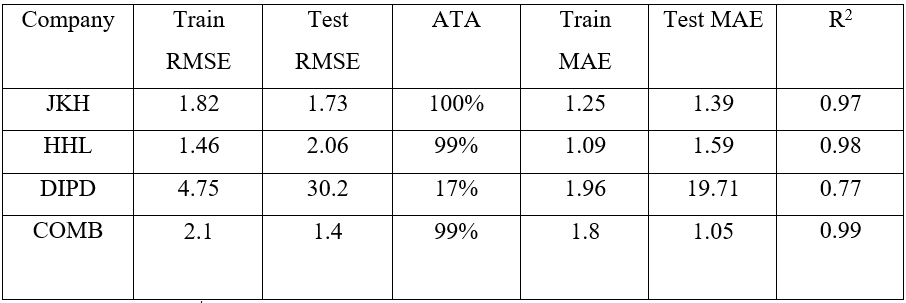 Company Train RMSE Test RMSE ATA Train MAE Test MAE R²
JKH 1.82 1.73 100% 1.25 1.39 0.97
HHL 1.46 2.06 99% 1.09 1.59 0.98
DIPD 4.75 30.2 17% 1.96 19.71 0.77
COMB 2.1 1.4 99% 1.8 1.05 0.99